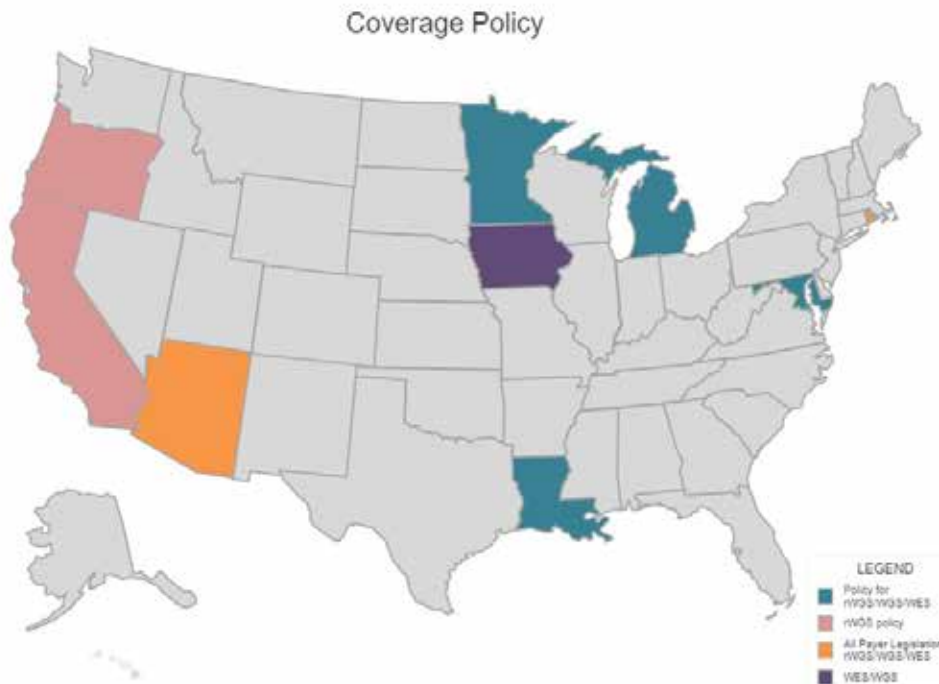 Coverage Policy
LEGEND
Policy for
rWGS/WGS/WES
rWGS policy
All Payer Legislation
rWGS/WGS/WES
WES/WGS